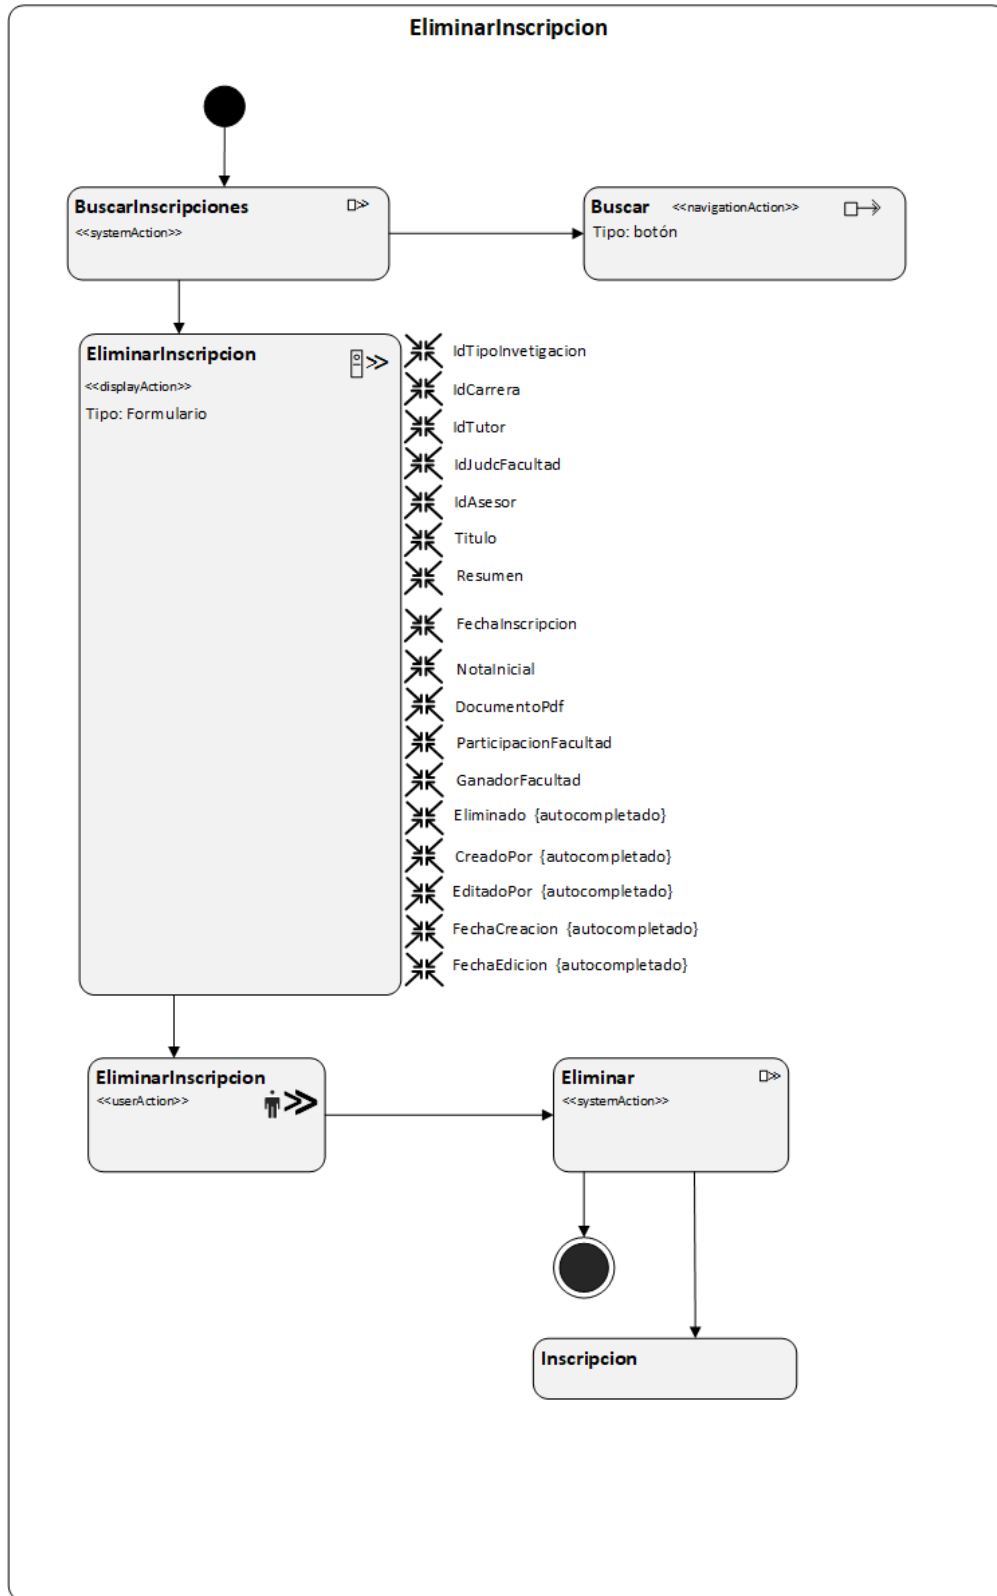 EliminarInscripcion
BuscarInscripciones
<<systemAction>>
Buscar <<navigationAction>>
Tipo: botón
EliminarInscripcion
<<displayAction>>
Tipo: Formulario
IdTipoInvetigacion
IdCarrera
IdTutor
IdJudcFacultad
IdAsesor
Titulo
Resumen
FechaInscripcion
NotaInicial
DocumentoPdf
ParticipacionFacultad
GanadorFacultad
Eliminado {autocompletado}
CreadoPor {autocompletado}
EditadoPor {autocompletado}
FechaCreacion {autocompletado}
FechaEdicion {autocompletado}
EliminarInscripcion
<<userAction>>
Eliminar
<<systemAction>>
Inscripcion